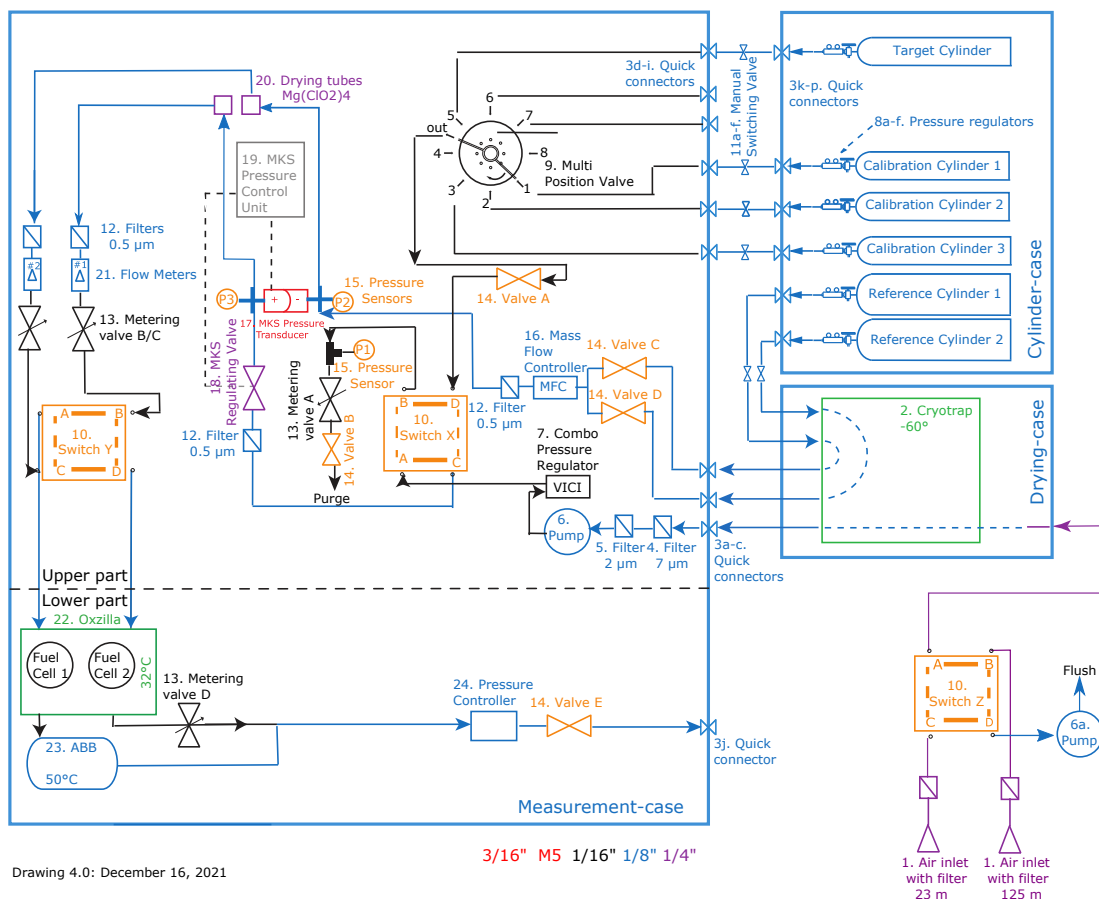 Target Cylinder
3d-i. Quick
connectors
3k-p. Quick
connectors
11a-f. Manual
Switching Valve
8a-f. Pressure regulators
Calibration Cylinder 1
Calibration Cylinder 2
Calibration Cylinder 3
Reference Cylinder 1
Reference Cylinder 2
Cylinder-case
20. Drying tubes
Mg(ClO2)4
19. MKS
Pressure
Control
Unit
5
6
7
out
4
8
3
2
1
9. Multi
Position Valve
12. Filters
0.5 µm
#2
#1
21. Flow Meters
13. Metering
valve B/C
P3
+
-
P2
15. Pressure
Sensors
17. MKS Pressure
Transducer
14. Valve A
18. MKS
Regulating Valve
P1
15. Pressure
Sensor
13. Metering
valve A
14. Valve B
Purge
16. Mass
Flow
Controller
MFC
14. Valve C
14. Valve D
12. Filter
0.5 µm
12. Filter
0.5 µm
B
D
10.
Switch X
A
C
A
B
10.
Switch Y
C
D
7. Combo
Pressure
Regulator
VICI
6.
Pump
5. Filter
2 µm
4. Filter
7 µm
3a-c.
Quick
connectors
2. Cryotrap
-60°
Drying-case
Upper part
Lower part
22. Oxzilla
Fuel
Cell 1
Fuel
Cell 2
32°C
13. Metering
valve D
23. ABB
50°C
24. Pressure
Controller
14. Valve E
3j. Quick
connector
Measurement-case
A
B
10.
Switch Z
C
D
Flush
6a.
Pump
1. Air inlet
with filter
23 m
1. Air inlet
with filter
125 m
3/16" M5 1/16" 1/8" 1/4"
Drawing 4.0: December 16, 2021